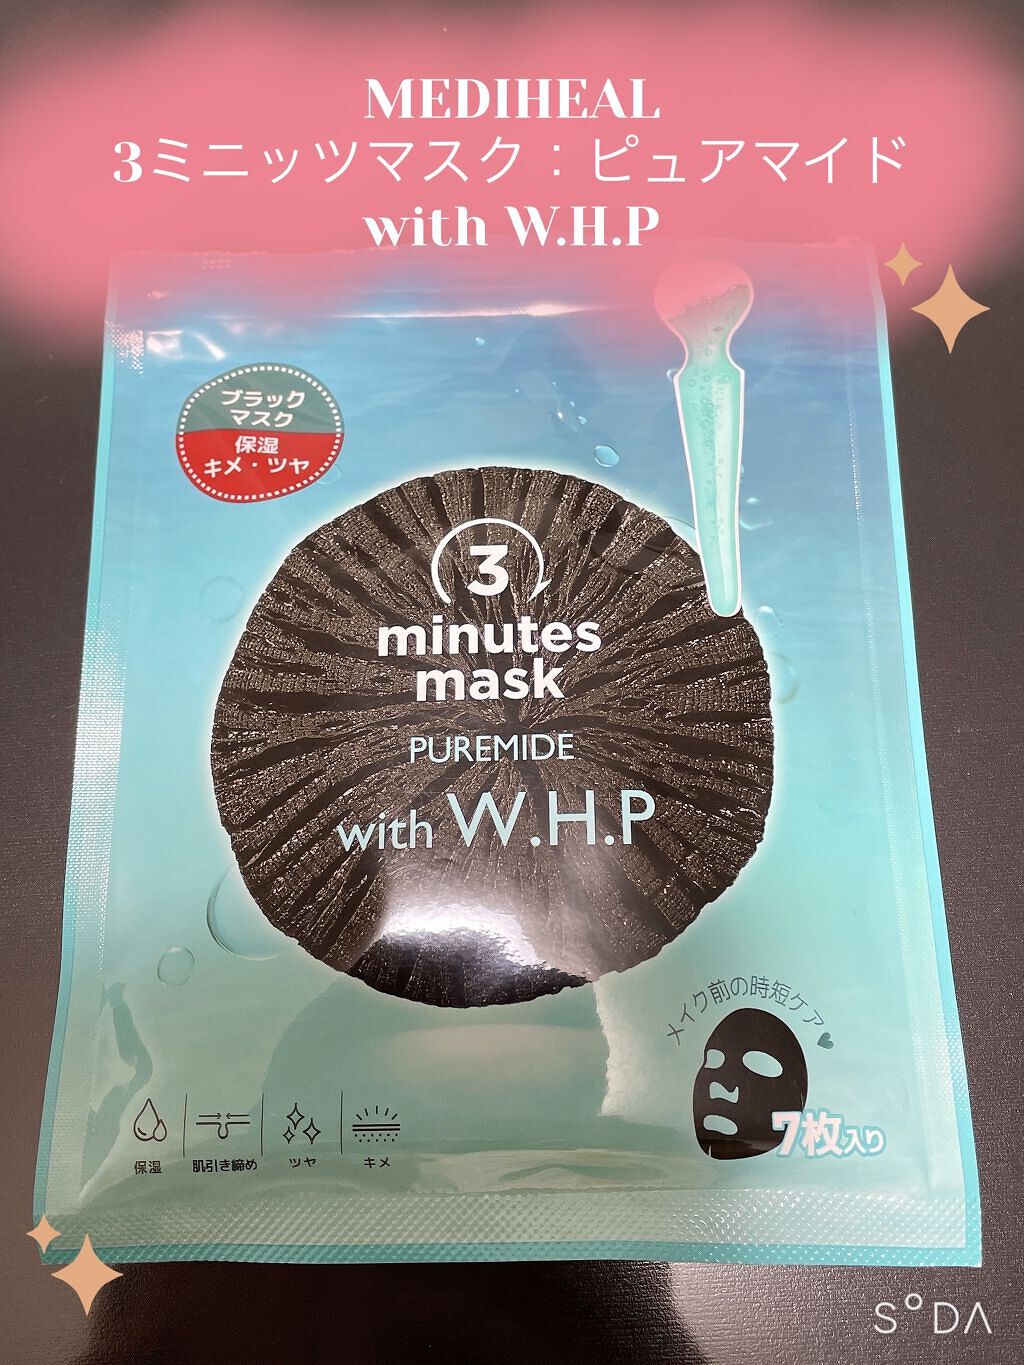 MEDIHEAL
3ミニッツマスク：ピュアマイド
with W.H.P
ブラック
マスク
保湿
キメ・ツヤ
3
minutes
mask
PUREMIDE
with W.H.P
メイク前の時短ケア
7枚入り
保湿
肌引き締め
ツヤ
キメ
SODA